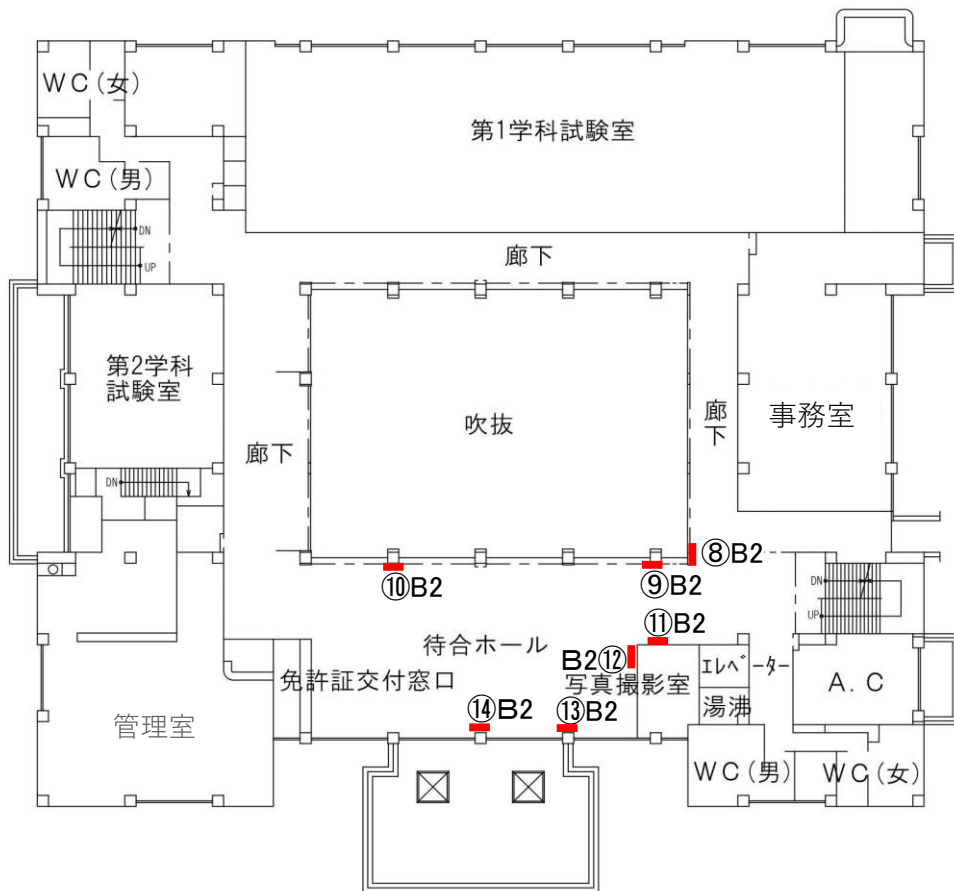 WC(女)
第1学科試験室
WC(男)
DN
UP
廊下
第2学科
試験室
吹抜
廊下
事務室
廊下
DN
⑧B2
⑩B2
⑨B2
DN
UP
⑪B2
待合ホール
B2⑫
エレベーター
免許証交付窓口
写真撮影室
A.C
⑭B2
⑬B2
湯沸
管理室
WC(男)
WC(女)